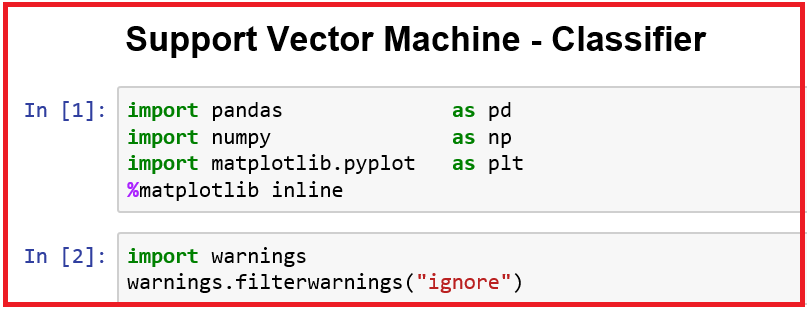 Support Vector Machine - Classifier
In [1]: import pandas as pd
import numpy as np
import matplotlib.pyplot as plt
%matplotlib inline
In [2]: import warnings
warnings.filterwarnings("ignore")